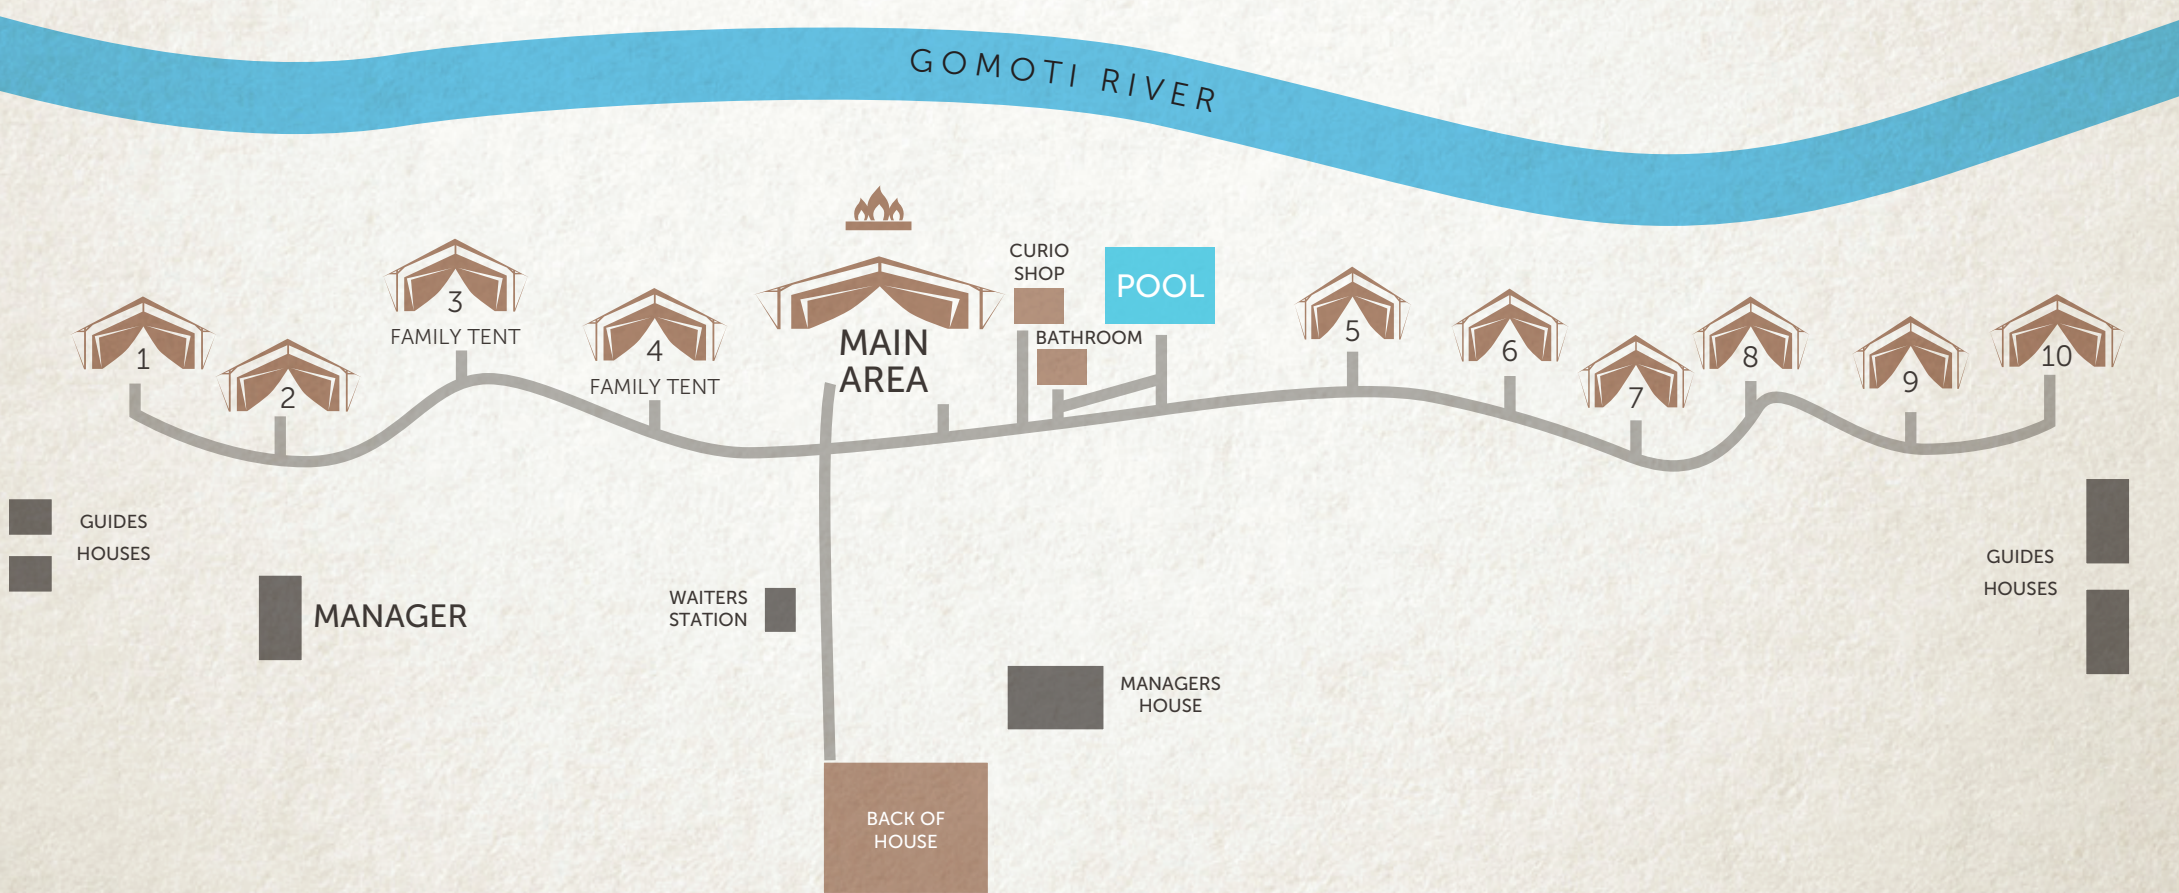 GOMOTI RIVER
CURIO
SHOP
POOL
3
FAMILY TENT
1
2
4
FAMILY TENT
MAIN
AREA
BATHROOM
5
6
7
8
9
10
GUIDES
HOUSES
MANAGER
WAITERS
STATION
MANAGERS
HOUSE
GUIDES
HOUSES
BACK OF
HOUSE